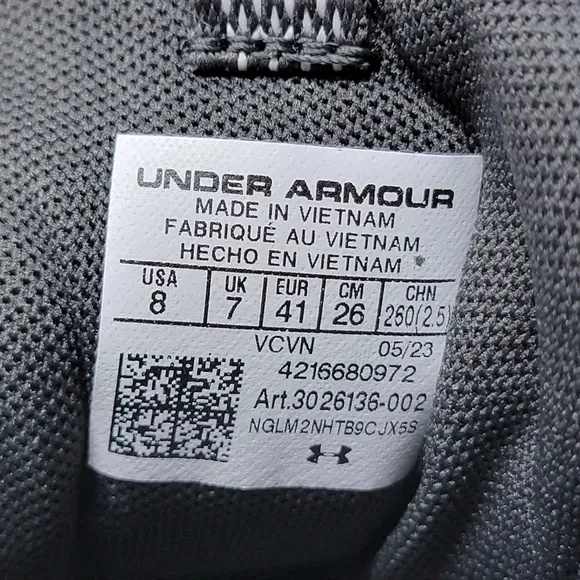 UNDER ARMOUR
MADE IN VIETNAM
FABRIQUÉ AU VIETNAM
HECHO EN VIETNAM
USA UK EUR CM CHN
8 7 41 26 260(2.5)
VCVN 05/23
4216680972
Art.3026136-002
NGLM2NHTB9CJX5S